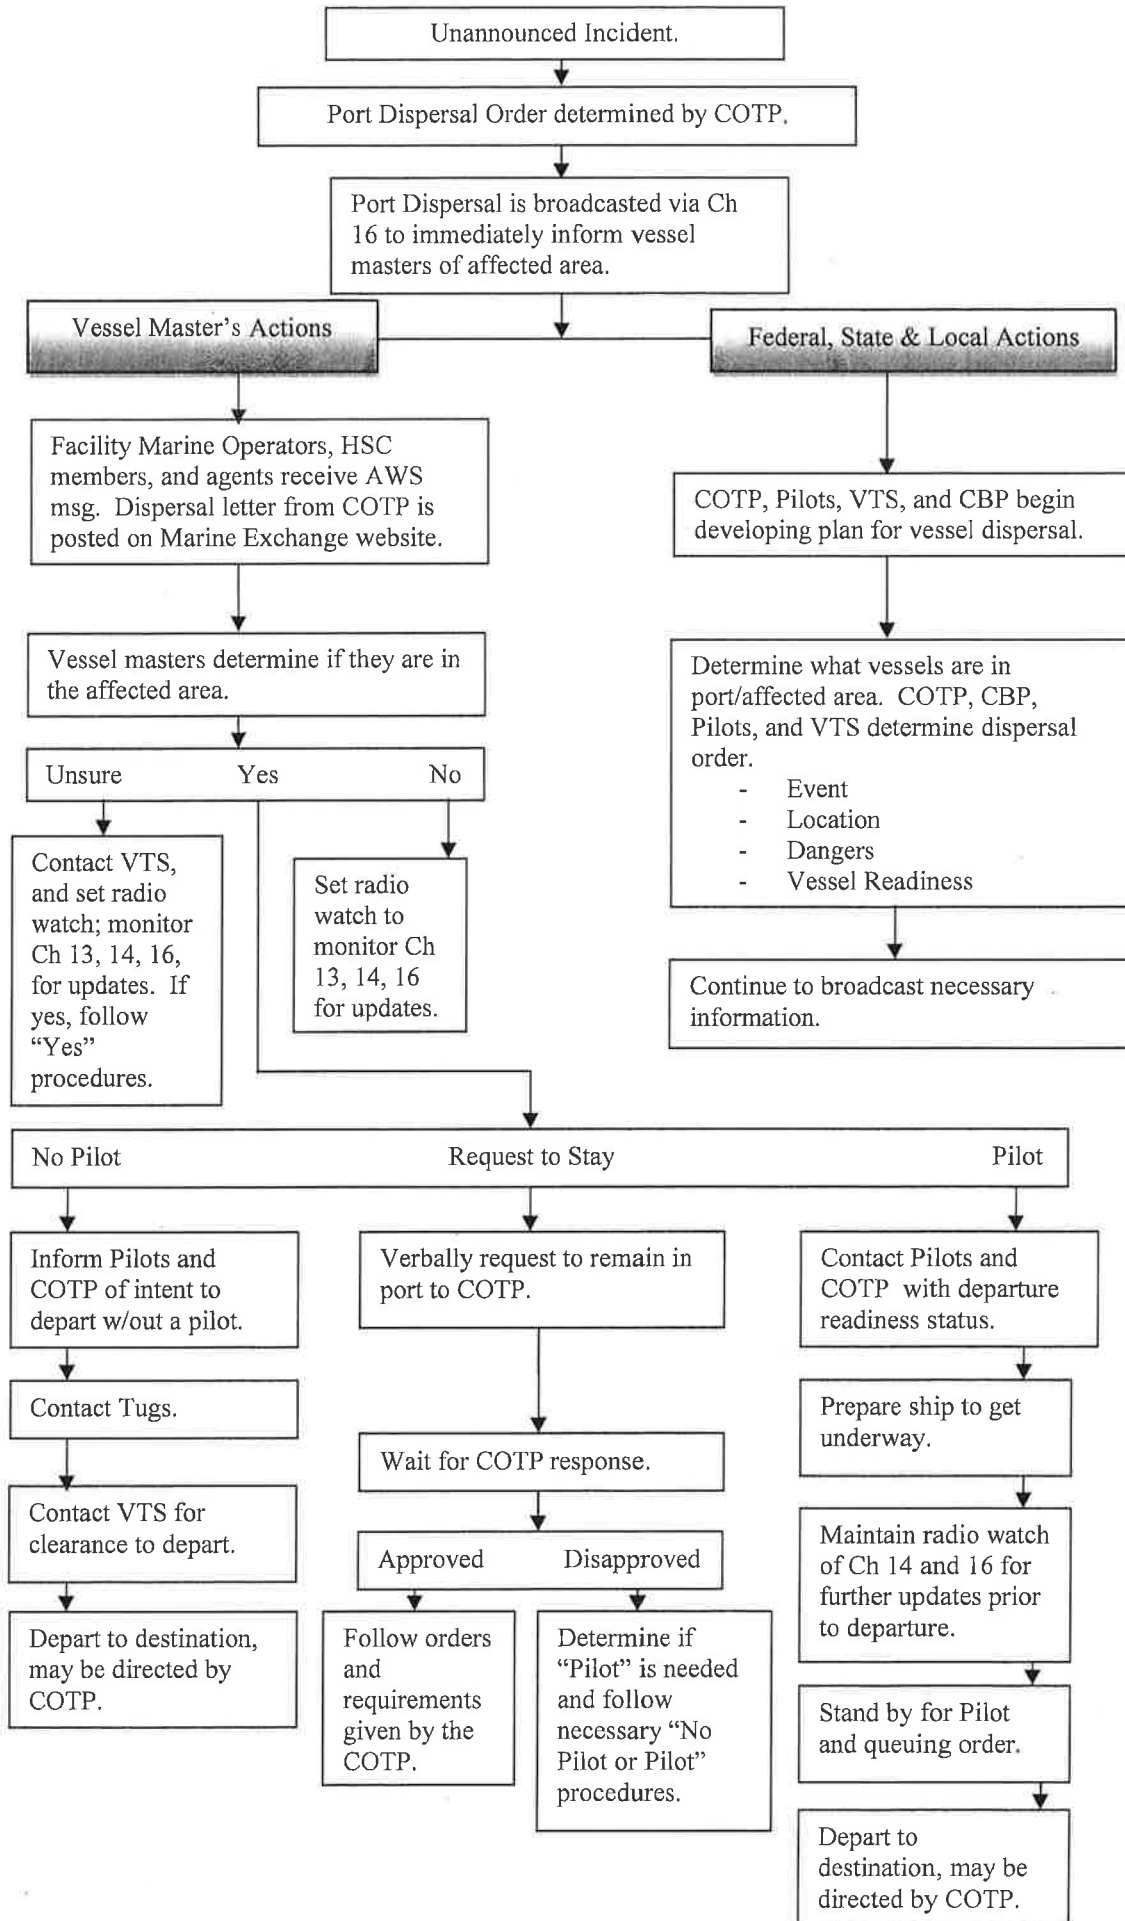 Unannounced Incident.
Port Dispersal Order determined by COTP.
Port Dispersal is broadcasted via Ch
16 to immediately inform vessel
masters of affected area.
Vessel Master's Actions
Federal, State & Local Actions
Facility Marine Operators, HSC
members, and agents receive AWS
msg.  Dispersal letter from COTP is
posted on Marine Exchange website.
COTP, Pilots, VTS, and CBP begin
developing plan for vessel dispersal.
Vessel masters determine if they are in
the affected area.
Determine what vessels are in
port/affected area.  COTP, CBP,
Pilots, and VTS determine dispersal
order.
- Event
- Location
- Dangers
- Vessel Readiness
Unsure Yes No
Contact VTS,
and set radio
watch; monitor
Ch 13, 14, 16,
for updates.  If
yes, follow
“Yes”
procedures.
Set radio
watch to
monitor Ch
13, 14, 16
for updates.
Continue to broadcast necessary
information.
No Pilot Request to Stay Pilot
Inform Pilots and
COTP of intent to
depart w/out a pilot.
Contact Tugs.
Contact VTS for
clearance to depart.
Depart to destination,
may be directed by
COTP.
Verbally request to remain in
port to COTP.
Wait for COTP response.
Approved Disapproved
Follow orders
and
requirements
given by the
COTP.
Determine if
“Pilot” is needed
and follow
necessary “No
Pilot or Pilot”
procedures.
Contact Pilots and
COTP  with departure
readiness status.
Prepare ship to get
underway.
Maintain radio watch
of Ch 14 and 16 for
further updates prior
to departure.
Stand by for Pilot
and queuing order.
Depart to
destination, may be
directed by COTP.